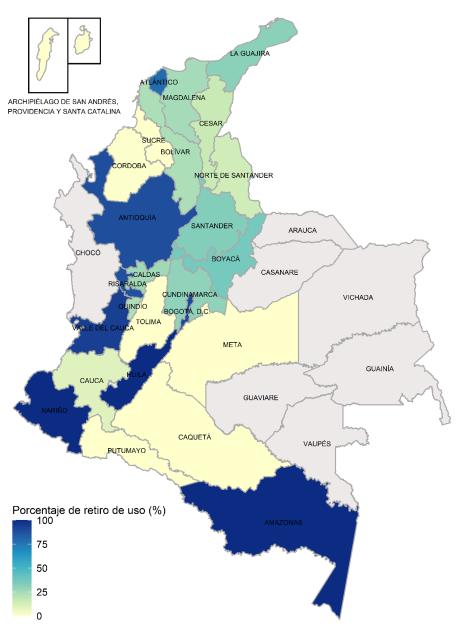 LA GUAJIRA
ATLÁNTICO
MAGDALENA
ARCHIPIÉLAGO DE SAN ANDRÉS,
PROVIDENCIA Y SANTA CATALINA
CESAR
SUCRE
BOLÍVAR
CORDOBA
NORTE DE SANTANDER
ANTIOQUIA
SANTANDER
ARAUCA
CHOCÓ
BOYACÁ
CASANARE
CALDAS
RISARALDA
CUNDINAMARCA
VICHADA
QUINDÍO
BOGOTÁ, D.C.
TOLIMA
VALLE DEL CAUCA
META
GUAINÍA
HUILA
CAUCA
GUAVIARE
NARIÑO
CAQUETÁ
VAUPÉS
PUTUMAYO
Porcentaje de retiro de uso (%)
100
75
50
25
0
AMAZONAS